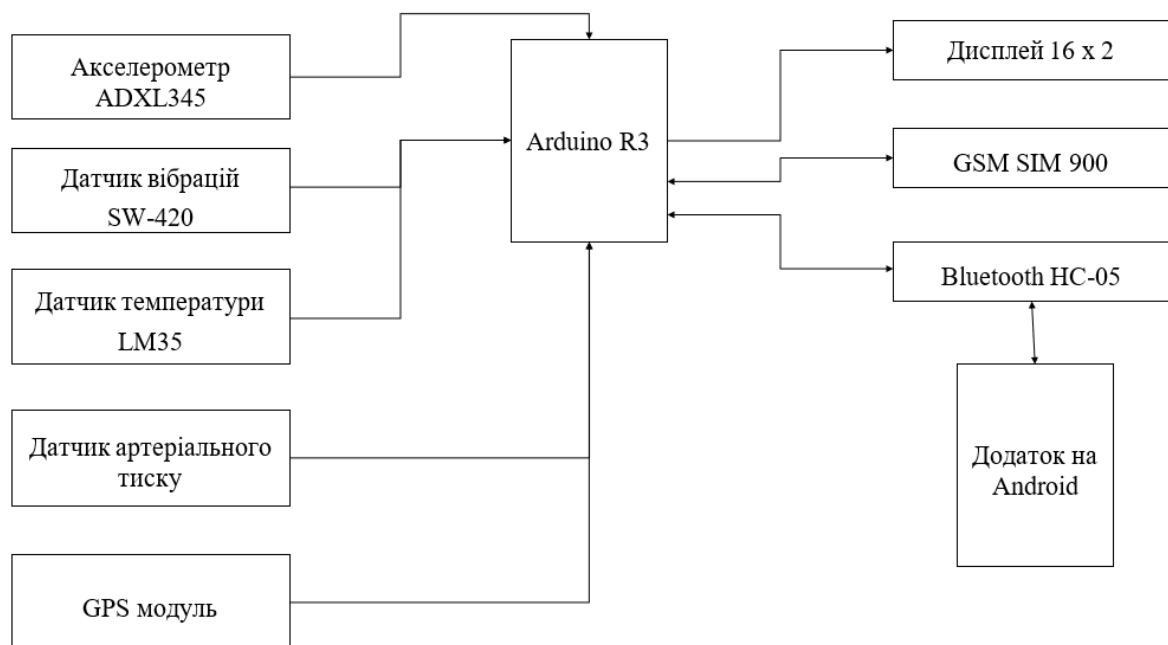 Акселерометр
ADXL345
Датчик вібрацій
SW-420
Датчик температури
LM35
Датчик артеріального
тиску
GPS модуль
Arduino R3
Дисплей 16 x 2
GSM SIM 900
Bluetooth HC-05
Додаток на
Android